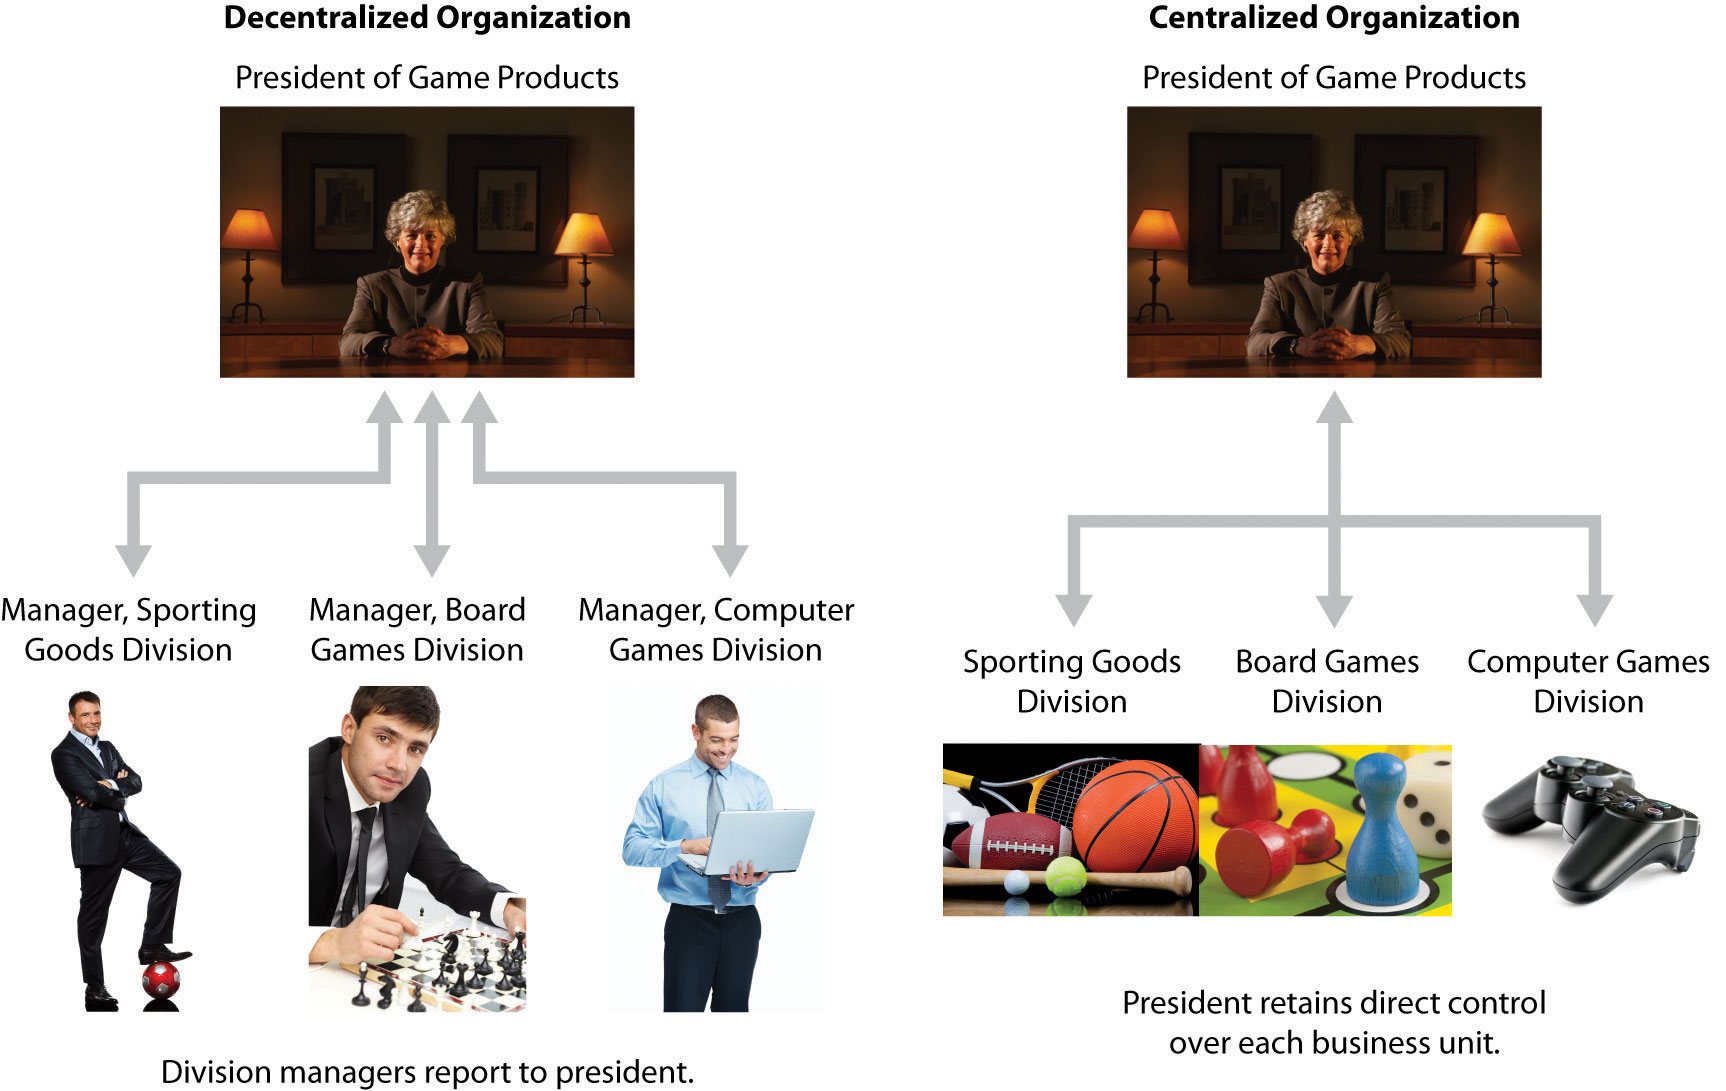 Decentralized Organization
President of Game Products
Manager, Sporting
Goods Division
Manager, Board
Games Division
Manager, Computer
Games Division
Division managers report to president.
Centralized Organization
President of Game Products
Sporting Goods
Division
Board Games
Division
Computer Games
Division
President retains direct control
over each business unit.